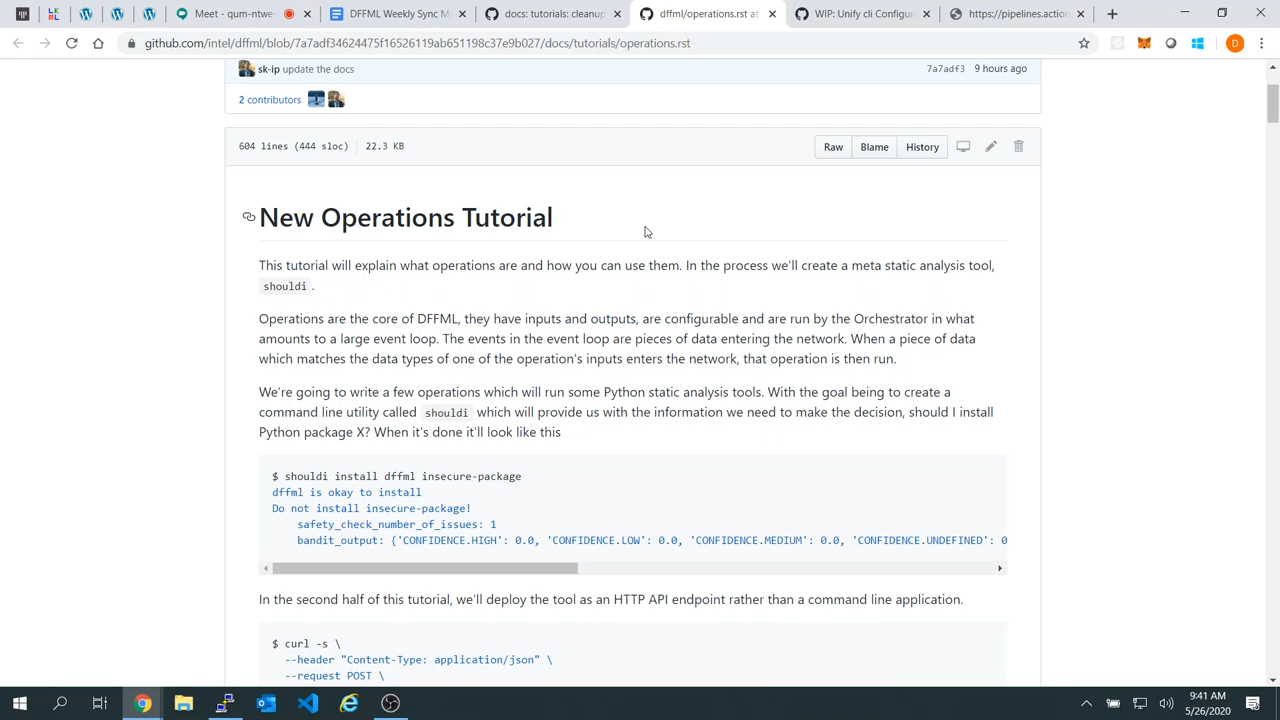 Meet - qum-ntwe-
DFFML Weekly Sync M
docs: tutorials: cleanup
dffml/operations.rst at
WIP: Unify cli Configur
https://pipelines.action
github.com/intel/dffml/blob/7a7adf34624475f16526119ab651198c37e9b027/docs/tutorials/operations.rst
D
sk-ip update the docs
7a7adf3 9 hours ago
2 contributors
604 lines (444 sloc) 22.3 KB
Raw Blame History
New Operations Tutorial
This tutorial will explain what operations are and how you can use them. In the process we'll create a meta static analysis tool,
shouldi .
Operations are the core of DFFML, they have inputs and outputs, are configurable and are run by the Orchestrator in what
amounts to a large event loop. The events in the event loop are pieces of data entering the network. When a piece of data
which matches the data types of one of the operation's inputs enters the network, that operation is then run.
We're going to write a few operations which will run some Python static analysis tools. With the goal being to create a
command line utility called shouldi which will provide us with the information we need to make the decision, should I install
Python package X? When it's done it'll look like this
$ shouldi install dffml insecure-package
dffml is okay to install
Do not install insecure-package!
safety_check_number_of_issues: 1
bandit_output: {'CONFIDENCE.HIGH': 0.0, 'CONFIDENCE.LOW': 0.0, 'CONFIDENCE.MEDIUM': 0.0, 'CONFIDENCE.UNDEFINED': 0
In the second half of this tutorial, we'll deploy the tool as an HTTP API endpoint rather than a command line application.
$ curl -s \
--header "Content-Type: application/json" \
--request POST \
9:41 AM
5/26/2020